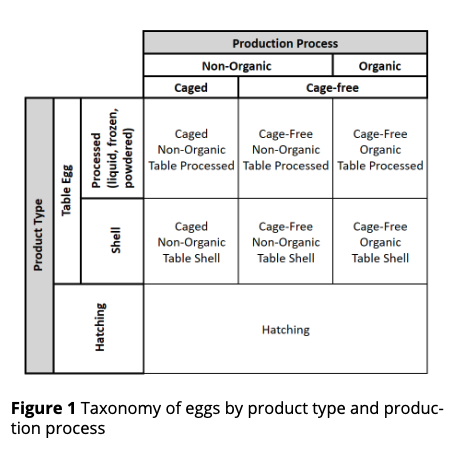 Production Process
Non-Organic Organic
Caged Cage-free
Product Type
Table Egg
Processed
(liquid, frozen,
powdered)
Caged
Non-Organic
Table Processed
Cage-Free
Non-Organic
Table Processed
Cage-Free
Organic
Table Processed
Shell
Caged
Non-Organic
Table Shell
Cage-Free
Non-Organic
Table Shell
Cage-Free
Organic
Table Shell
Hatching
Hatching
Figure 1 Taxonomy of eggs by product type and produc-
tion process